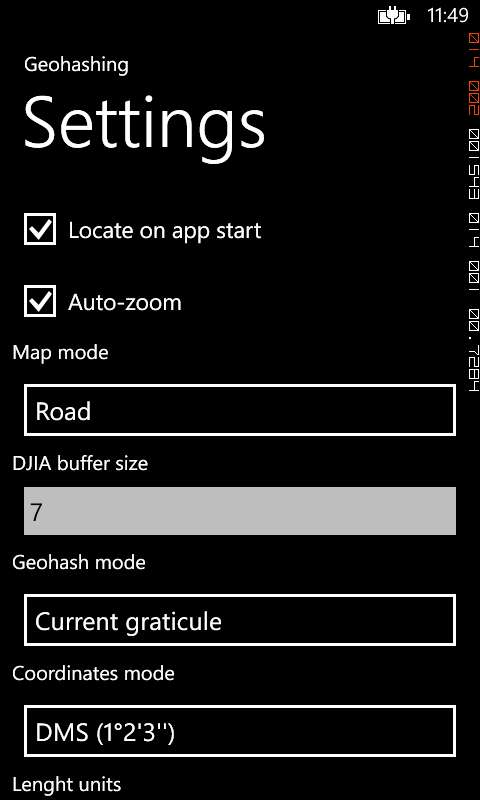 11:49
Geohashing
Settings
Locate on app start
Auto-zoom
Map mode
Road
DJIA buffer size
7
Geohash mode
Current graticule
Coordinates mode
DMS (1°2'3'')
Lenght units
014 002 001543 014 001 00.7284